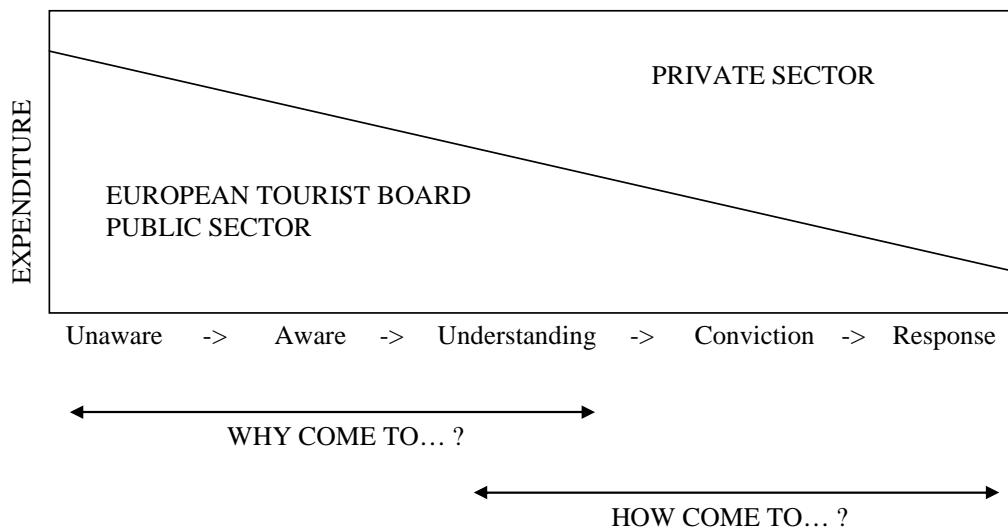 PRIVATE SECTOR
EXPENDITURE
EUROPEAN TOURIST BOARD
PUBLIC SECTOR
Unaware -> Aware -> Understanding -> Conviction -> Response
WHY COME TO… ?
HOW COME TO… ?